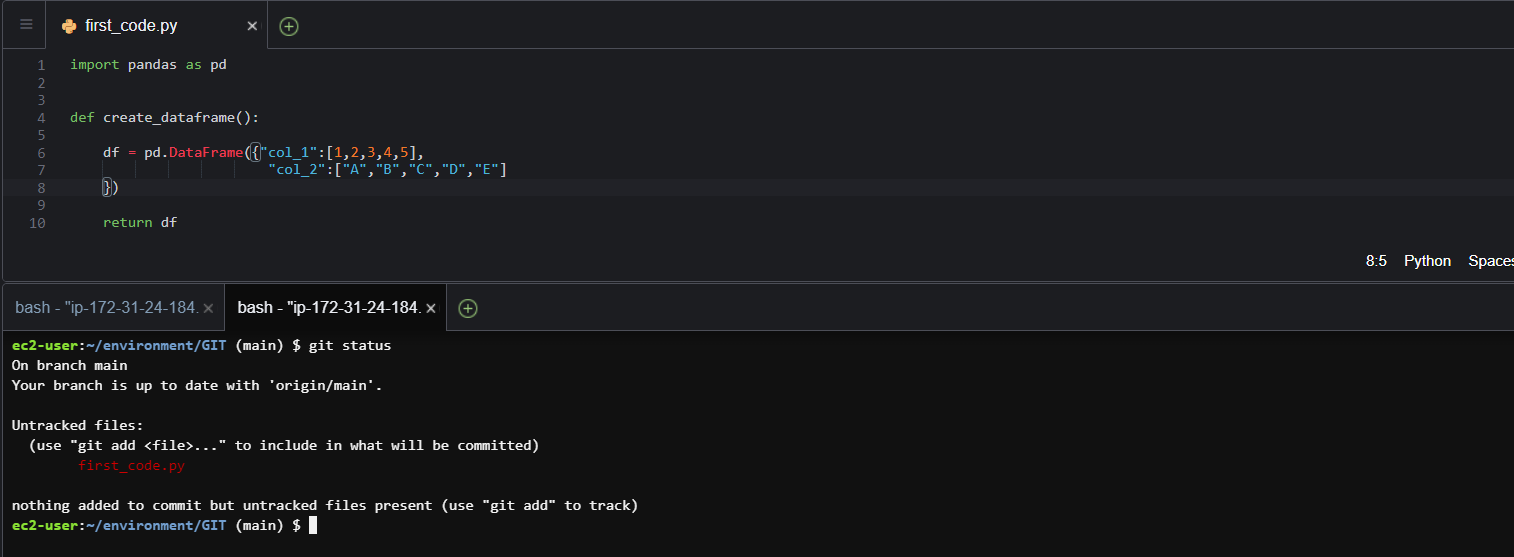 first_code.py
1 import pandas as pd
2
3
4 def create_dataframe():
5
6 df = pd.DataFrame({"col_1":[1,2,3,4,5],
7 "col_2":["A","B","C","D","E"]
8 })
9
10 return df
8:5 Python Spaces
bash - "ip-172-31-24-184. bash - "ip-172-31-24-184.
ec2-user:~/environment/GIT (main) $ git status
On branch main
Your branch is up to date with 'origin/main'.
Untracked files:
(use "git add <file>..." to include in what will be committed)
first_code.py
nothing added to commit but untracked files present (use "git add" to track)
ec2-user:~/environment/GIT (main) $